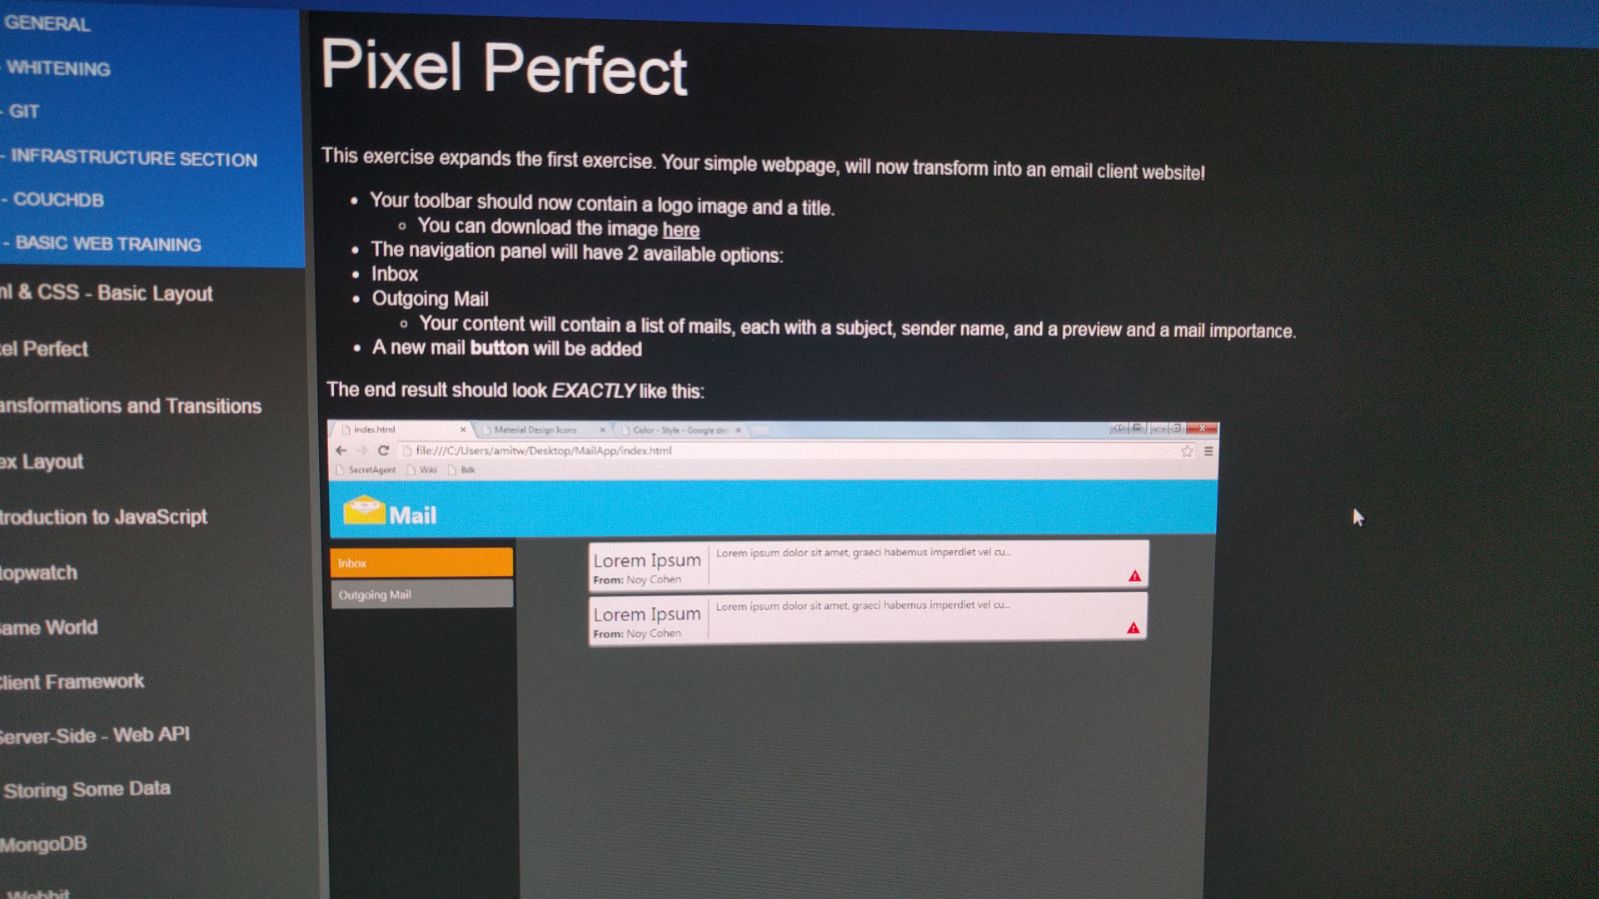 GENERAL
- WHITENING
- GIT
- INFRASTRUCTURE SECTION
- COUCHDB
- BASIC WEB TRAINING
ml & CSS - Basic Layout
el Perfect
ansformations and Transitions
ex Layout
troduction to JavaScript
topwatch
ame World
lient Framework
Server-Side - Web API
Storing Some Data
MongoDB
Webbit
Pixel Perfect
This exercise expands the first exercise. Your simple webpage, will now transform into an email client website!
• Your toolbar should now contain a logo image and a title.
◦ You can download the image here
• The navigation panel will have 2 available options:
• Inbox
• Outgoing Mail
◦ Your content will contain a list of mails, each with a subject, sender name, and a preview and a mail importance.
• A new mail button will be added
The end result should look EXACTLY like this:
index.html Material Design Icons Color - Style - Google de
file:///C:/Users/amitw/Desktop/MailApp/index.html
SecretAgent Wiki Bdk
Mail
Inbox
Outgoing Mail
Lorem Ipsum Lorem ipsum dolor sit amet, graeci habemus imperdiet vel cu...
From: Noy Cohen
Lorem Ipsum Lorem ipsum dolor sit amet, graeci habemus imperdiet vel cu...
From: Noy Cohen